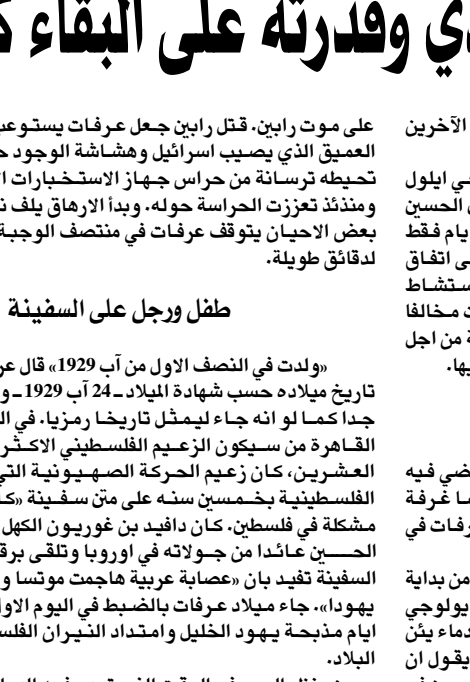 ي وقدرته على البقاء
الآخرين
ي ايلول
الحسين
يام فقط
ى اتفاق
ستشاط
ت مخالفا
ة من اجل
يها.
ضي فيه
ما غرفة
رفات في
من بداية
يولوجي
دماء يئن
يقول ان
على موت رابين. قتل رابين جعل عرفات يستوعب
العميق الذي يصيب اسرائيل وهشاشة الوجود
تحيطه ترسانة من حراس جهاز الاستخبارات
ومنذئذ تعززت الحراسة حوله. وبدأ الارهاق يلف
بعض الاحيان يتوقف عرفات في منتصف الوجبة
لدقائق طويلة.
طفل ورجل على السفينة
«ولدت في النصف الاول من آب 1929» قال
تاريخ ميلاده حسب شهادة الميلاد ـ 24 آب 1929 ـ و
جدا كما لو انه جاء ليمثل تاريخا رمزيا. في
القاهرة من سيكون الزعيم الفلسطيني الاكثر
العشرين، كان زعيم الحركة الصهيونية التي
الفلسطينية بخمسين سنه على متن سفينة
مشكلة في فلسطين. كان دافيد بن غوريون الكهل
الحسين عائدا من جولاته في اوروبا وتلقى
السفينة تفيد بان «عصابة عربية هاجمت موتسا و
يهودا». جاء ميلاد عرفات بالضبط في اليوم الاول
ايام مذبحة يهود الخليل وامتداد النيران
البلاد.